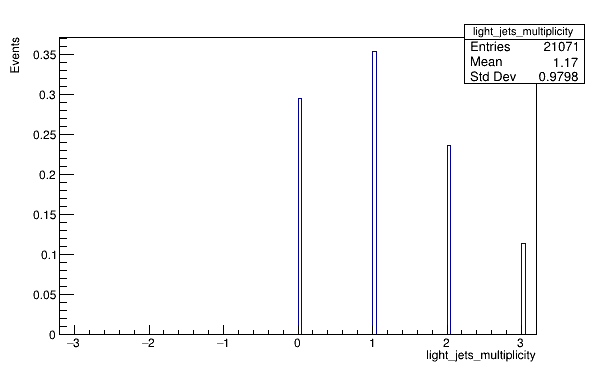 light_jets_multiplicity
Entries 21071
Mean 1.17
Std Dev 0.9798
Events
0.35
0.3
0.25
0.2
0.15
0.1
0.05
0
−3 −2 −1 0 1 2 3
light_jets_multiplicity